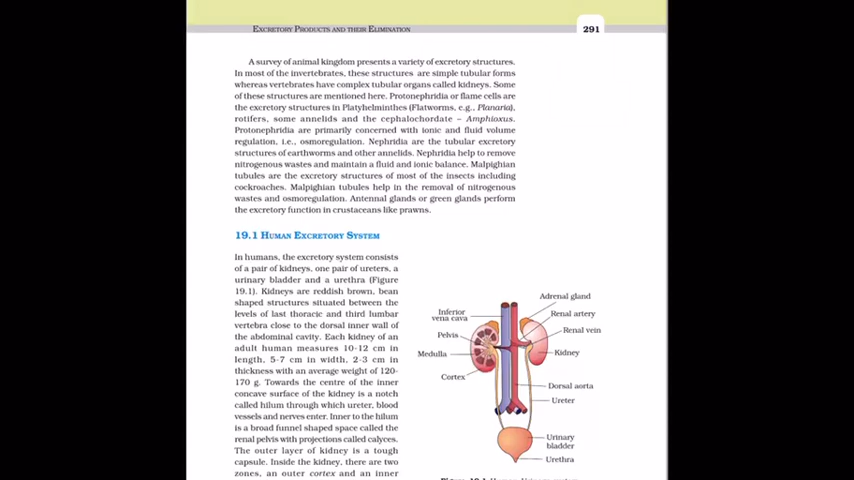 EXCRETORY PRODUCTS AND THEIR ELIMINATION
291
A survey of animal kingdom presents a variety of excretory structures.
In most of the invertebrates, these structures are simple tubular forms
whereas vertebrates have complex tubular organs called kidneys. Some
of these structures are mentioned here. Protonephridia or flame cells are
the excretory structures in Platyhelminthes (Flatworms, e.g., Planaria),
rotifers, some annelids and the cephalochordate – Amphioxus.
Protonephridia are primarily concerned with ionic and fluid volume
regulation, i.e., osmoregulation. Nephridia are the tubular excretory
structures of earthworms and other annelids. Nephridia help to remove
nitrogenous wastes and maintain a fluid and ionic balance. Malpighian
tubules are the excretory structures of most of the insects including
cockroaches. Malpighian tubules help in the removal of nitrogenous
wastes and osmoregulation. Antennal glands or green glands perform
the excretory function in crustaceans like prawns.
19.1 HUMAN EXCRETORY SYSTEM
In humans, the excretory system consists
of a pair of kidneys, one pair of ureters, a
urinary bladder and a urethra (Figure
19.1). Kidneys are reddish brown, bean
shaped structures situated between the
levels of last thoracic and third lumbar
vertebra close to the dorsal inner wall of
the abdominal cavity. Each kidney of an
adult human measures 10-12 cm in
length, 5-7 cm in width, 2-3 cm in
thickness with an average weight of 120-
170 g. Towards the centre of the inner
concave surface of the kidney is a notch
called hilum through which ureter, blood
vessels and nerves enter. Inner to the hilum
is a broad funnel shaped space called the
renal pelvis with projections called calyces.
The outer layer of kidney is a tough
capsule. Inside the kidney, there are two
zones, an outer cortex and an inner
Adrenal gland
Renal artery
Renal vein
Inferior
vena cava
Pelvis
Medulla
Cortex
Kidney
Dorsal aorta
Ureter
Urinary
bladder
Urethra